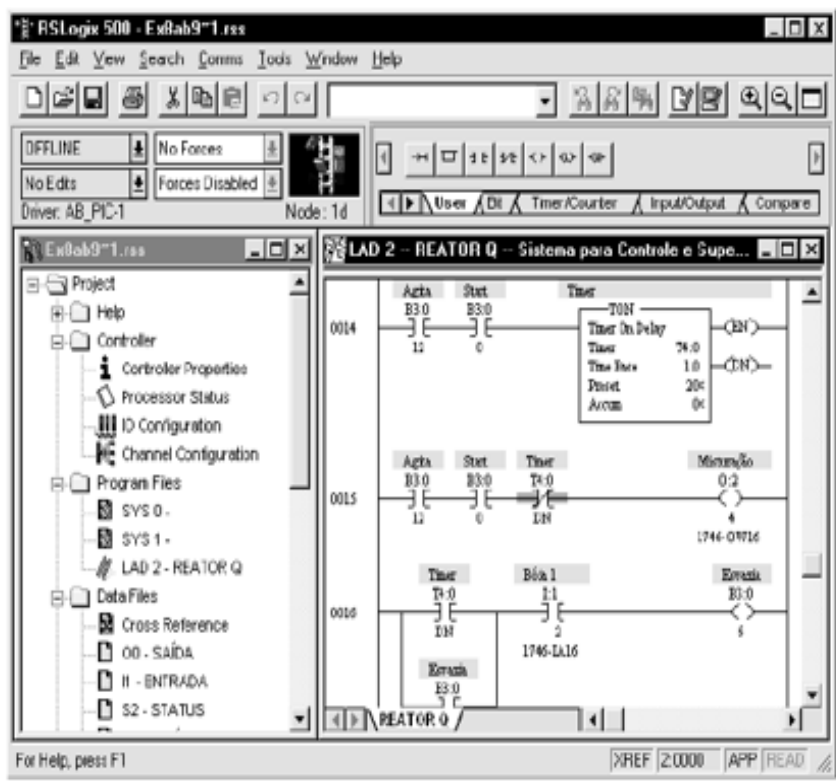 RSLogix 500 - Ex8ab9~1.rss
File Edit View Search Comms Tools Window Help
OFFLINE
No Forces
No Edits
Forces Disabled
Driver: AB_PIC-1
Node: 1d
User
Bit
Timer/Counter
Input/Output
Compare
Ex8ab9~1.rss
Project
Help
Controller
Controller Properties
Processor Status
IO Configuration
Channel Configuration
Program Files
SYS 0 -
SYS 1 -
LAD 2 - REATOR Q
Data Files
Cross Reference
O0 - SAÍDA
I1 - ENTRADA
S2 - STATUS
LAD 2 -- REATOR Q -- Sistema para Controle e Supe...
Agita Start Timer
B3:0 B3:0 TON
0014
12 0
Timer On Delay
EN
Timer T4:0
Time Base 1.0
DN
Preset 20<
Accum 0<
Agita Start Timer Misturação
B3:0 B3:0 T4:0 O:2
0015
12 0 DN 4
1746-OW16
Timer Bóia 1 Esvazia
T4:0 I:1 B3:0
0016
DN 2 6
1746-IA16
Esvazia
B3:0
REATOR Q
For Help, press F1
XREF 2:0000 APP READ